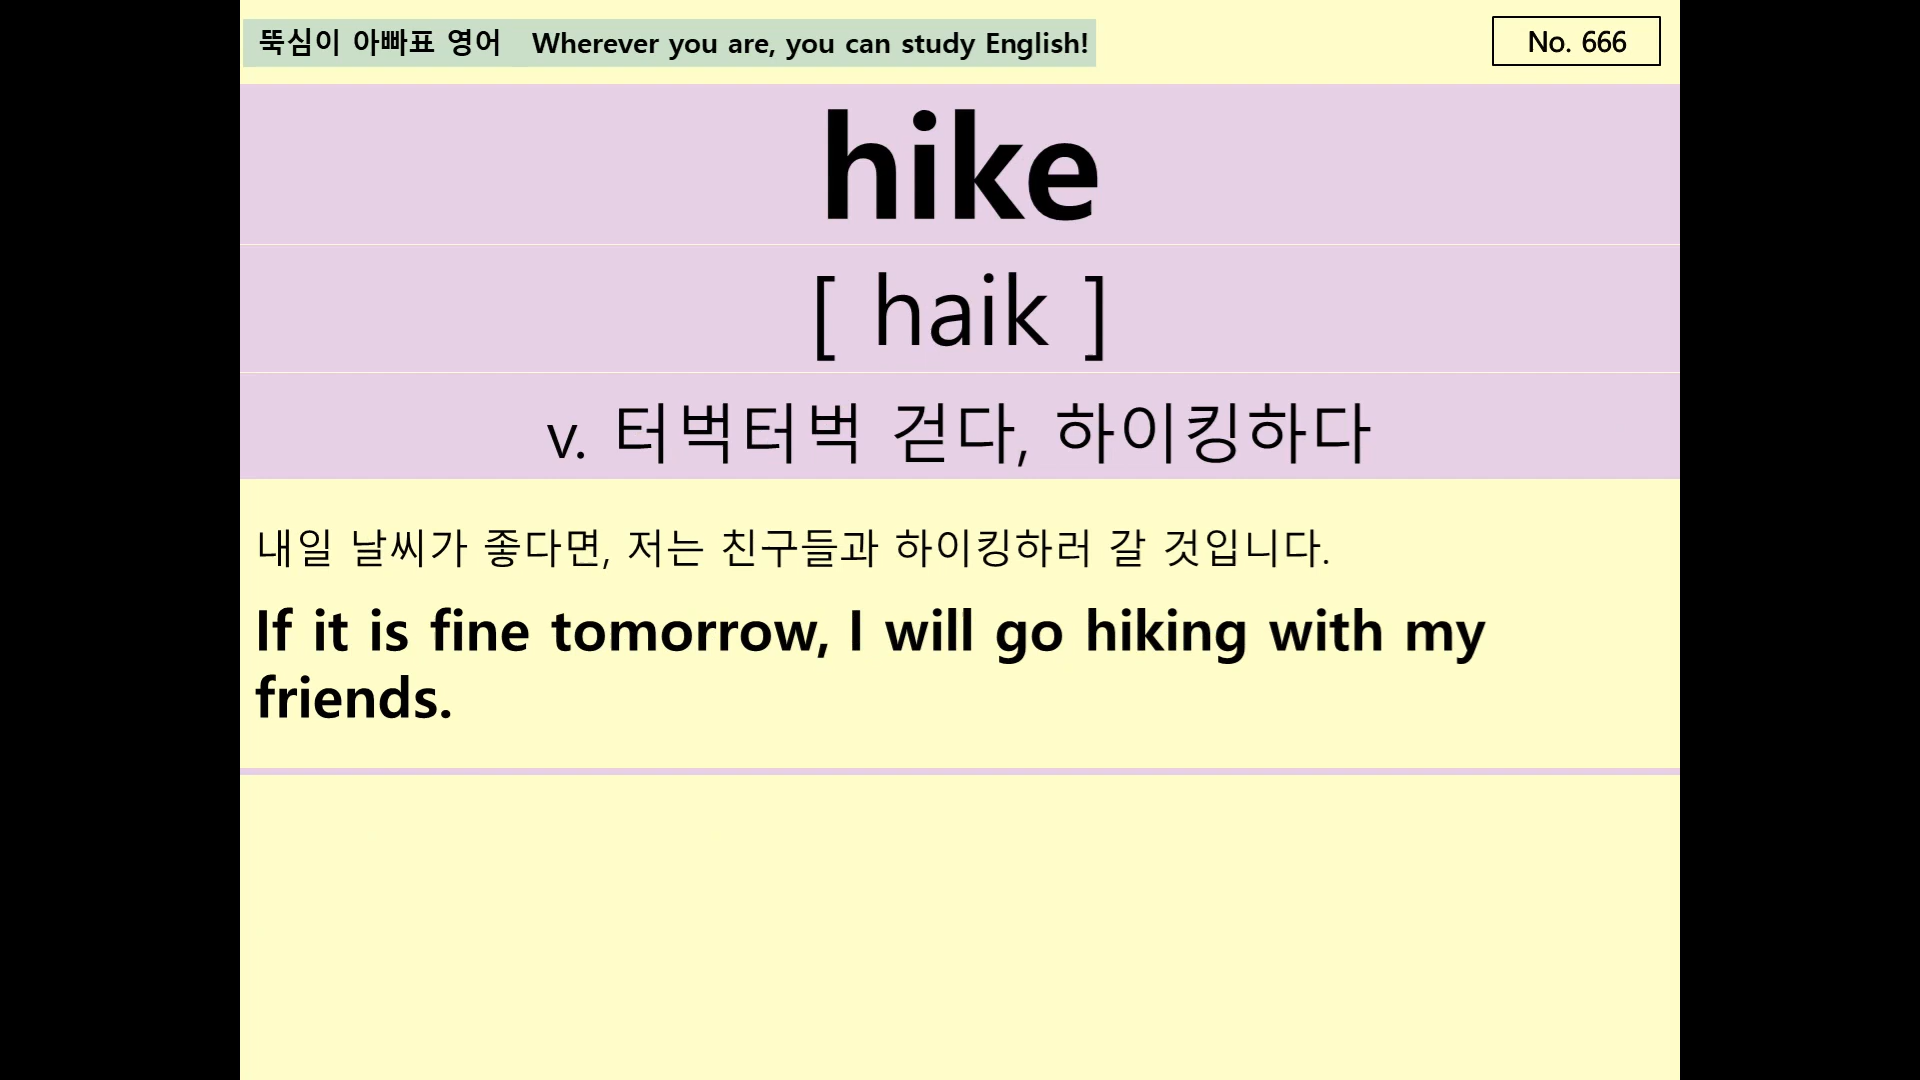 뚝심이 아빠표 영어 Wherever you are, you can study English!
No. 666
hike
[ haik ]
v. 터벅터벅 걷다, 하이킹하다
내일 날씨가 좋다면, 저는 친구들과 하이킹하러 갈 것입니다.
If it is fine tomorrow, I will go hiking with my
friends.